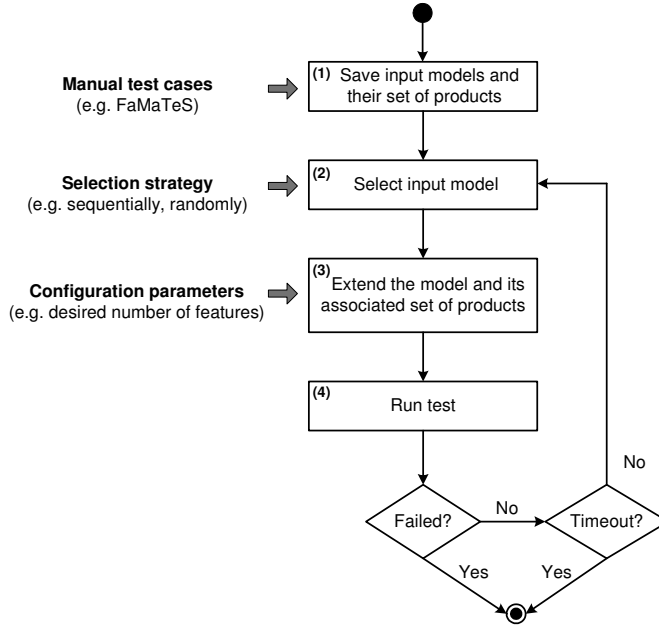 Manual test cases
(e.g. FaMaTeS)
(1) Save input models and
their set of products
Selection strategy
(e.g. sequentially, randomly)
(2)
Select input model
Configuration parameters
(e.g. desired number of features)
(3)
Extend the model and its
associated set of products
(4)
Run test
No
Failed?
No
Timeout?
Yes
Yes